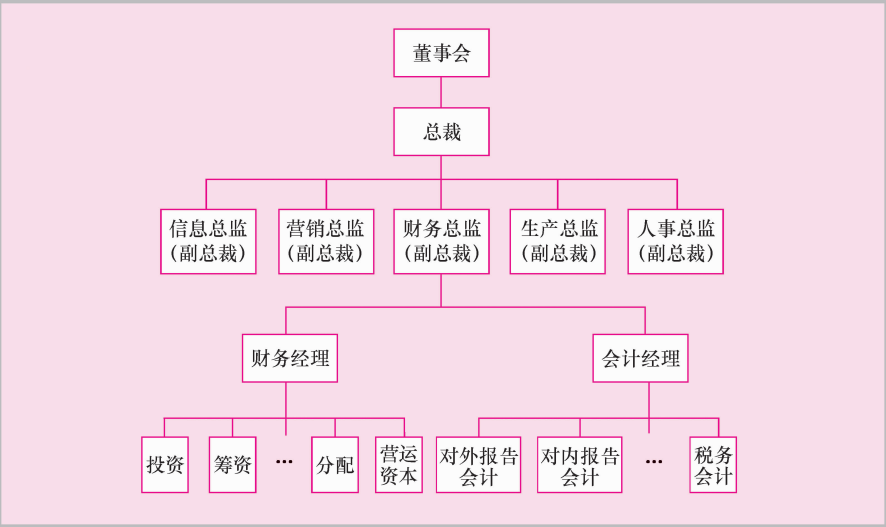 董事会
总裁
信息总监
(副总裁)
营销总监
(副总裁)
财务总监
(副总裁)
生产总监
(副总裁)
人事总监
(副总裁)
财务经理
会计经理
投资
筹资
…
分配
营运
资本
对外报告
会计
对内报告
会计
…
税务
会计